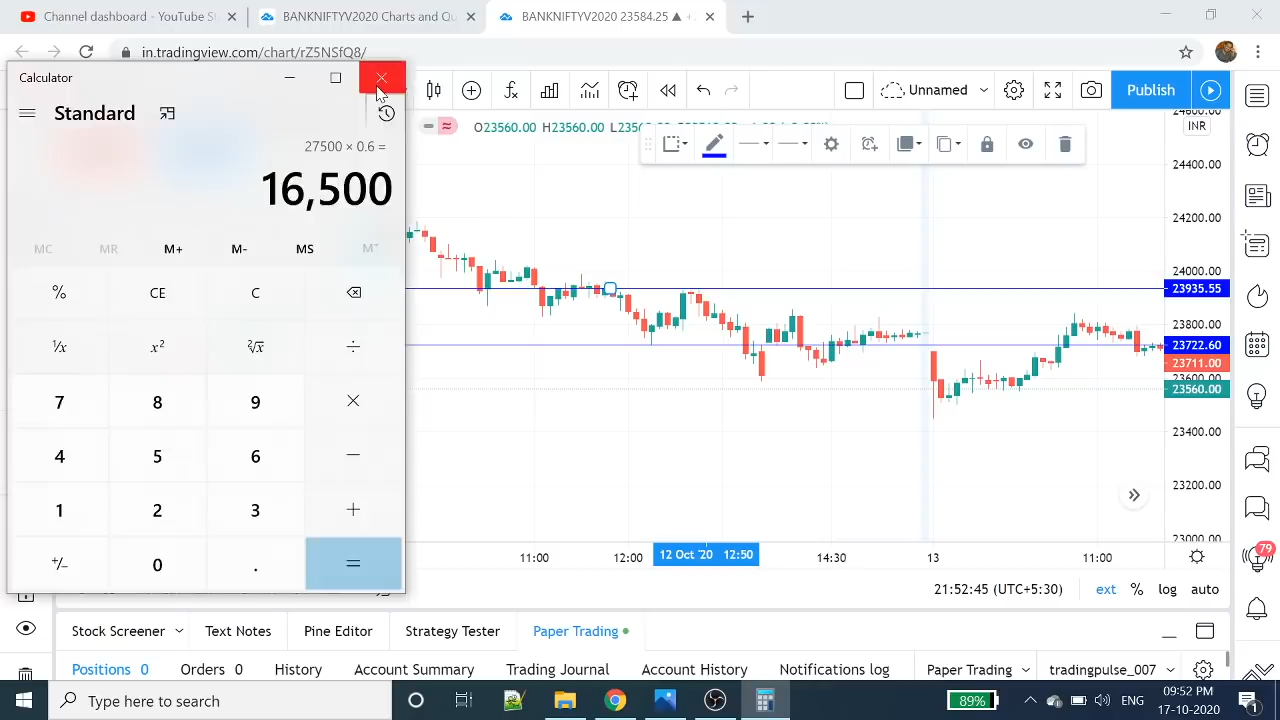 Channel dashboard - YouTube S
BANKNIFTYV2020 Charts and Qu
BANKNIFTYV2020 23584.25 ▲ +
in.tradingview.com/chart/rZ5NSfQ8/
Calculator
Standard
27500 × 0.6 =
16,500
MC MR M+ M- MS M˅
% CE C
¹/x x² ²√x ÷
7 8 9 ×
4 5 6 −
1 2 3 +
+/− 0 . =
Unnamed
Publish
O23560.00 H23560.00
INR
24400.00
24200.00
24000.00
23935.55
23800.00
23722.60
23711.00
23600.00
23560.00
23400.00
23200.00
23000.00
11:00 12:00 12 Oct '20 12:50 14:30 13 11:00
21:52:45 (UTC+5:30) ext % log auto
79
Stock Screener Text Notes Pine Editor Strategy Tester Paper Trading
Positions 0 Orders 0 History Account Summary Trading Journal Account History Notifications log Paper Trading tradingpulse_007
Type here to search
89%
ENG
09:52 PM
17-10-2020
1